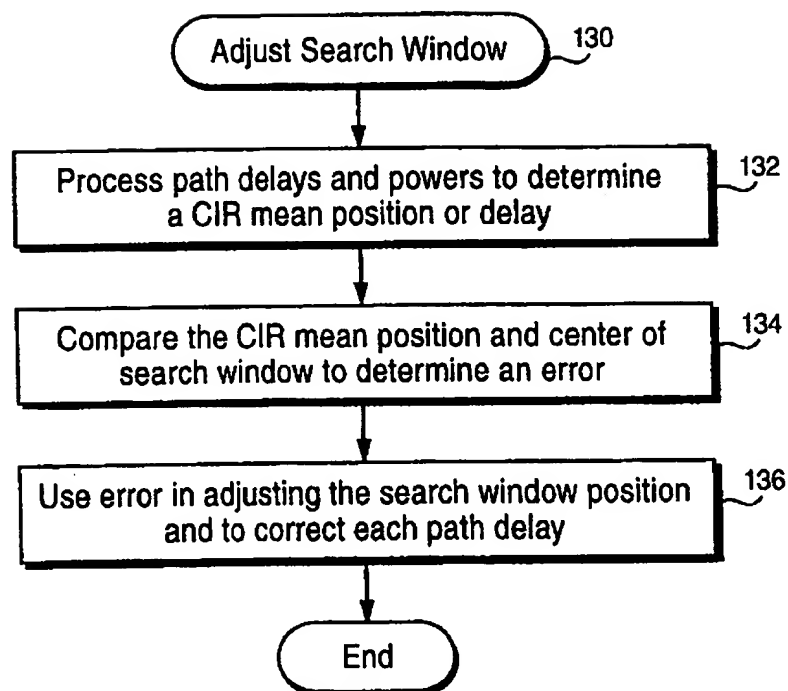 Adjust Search Window
130
Process path delays and powers to determine
a CIR mean position or delay
132
Compare the CIR mean position and center of
search window to determine an error
134
Use error in adjusting the search window position
and to correct each path delay
136
End